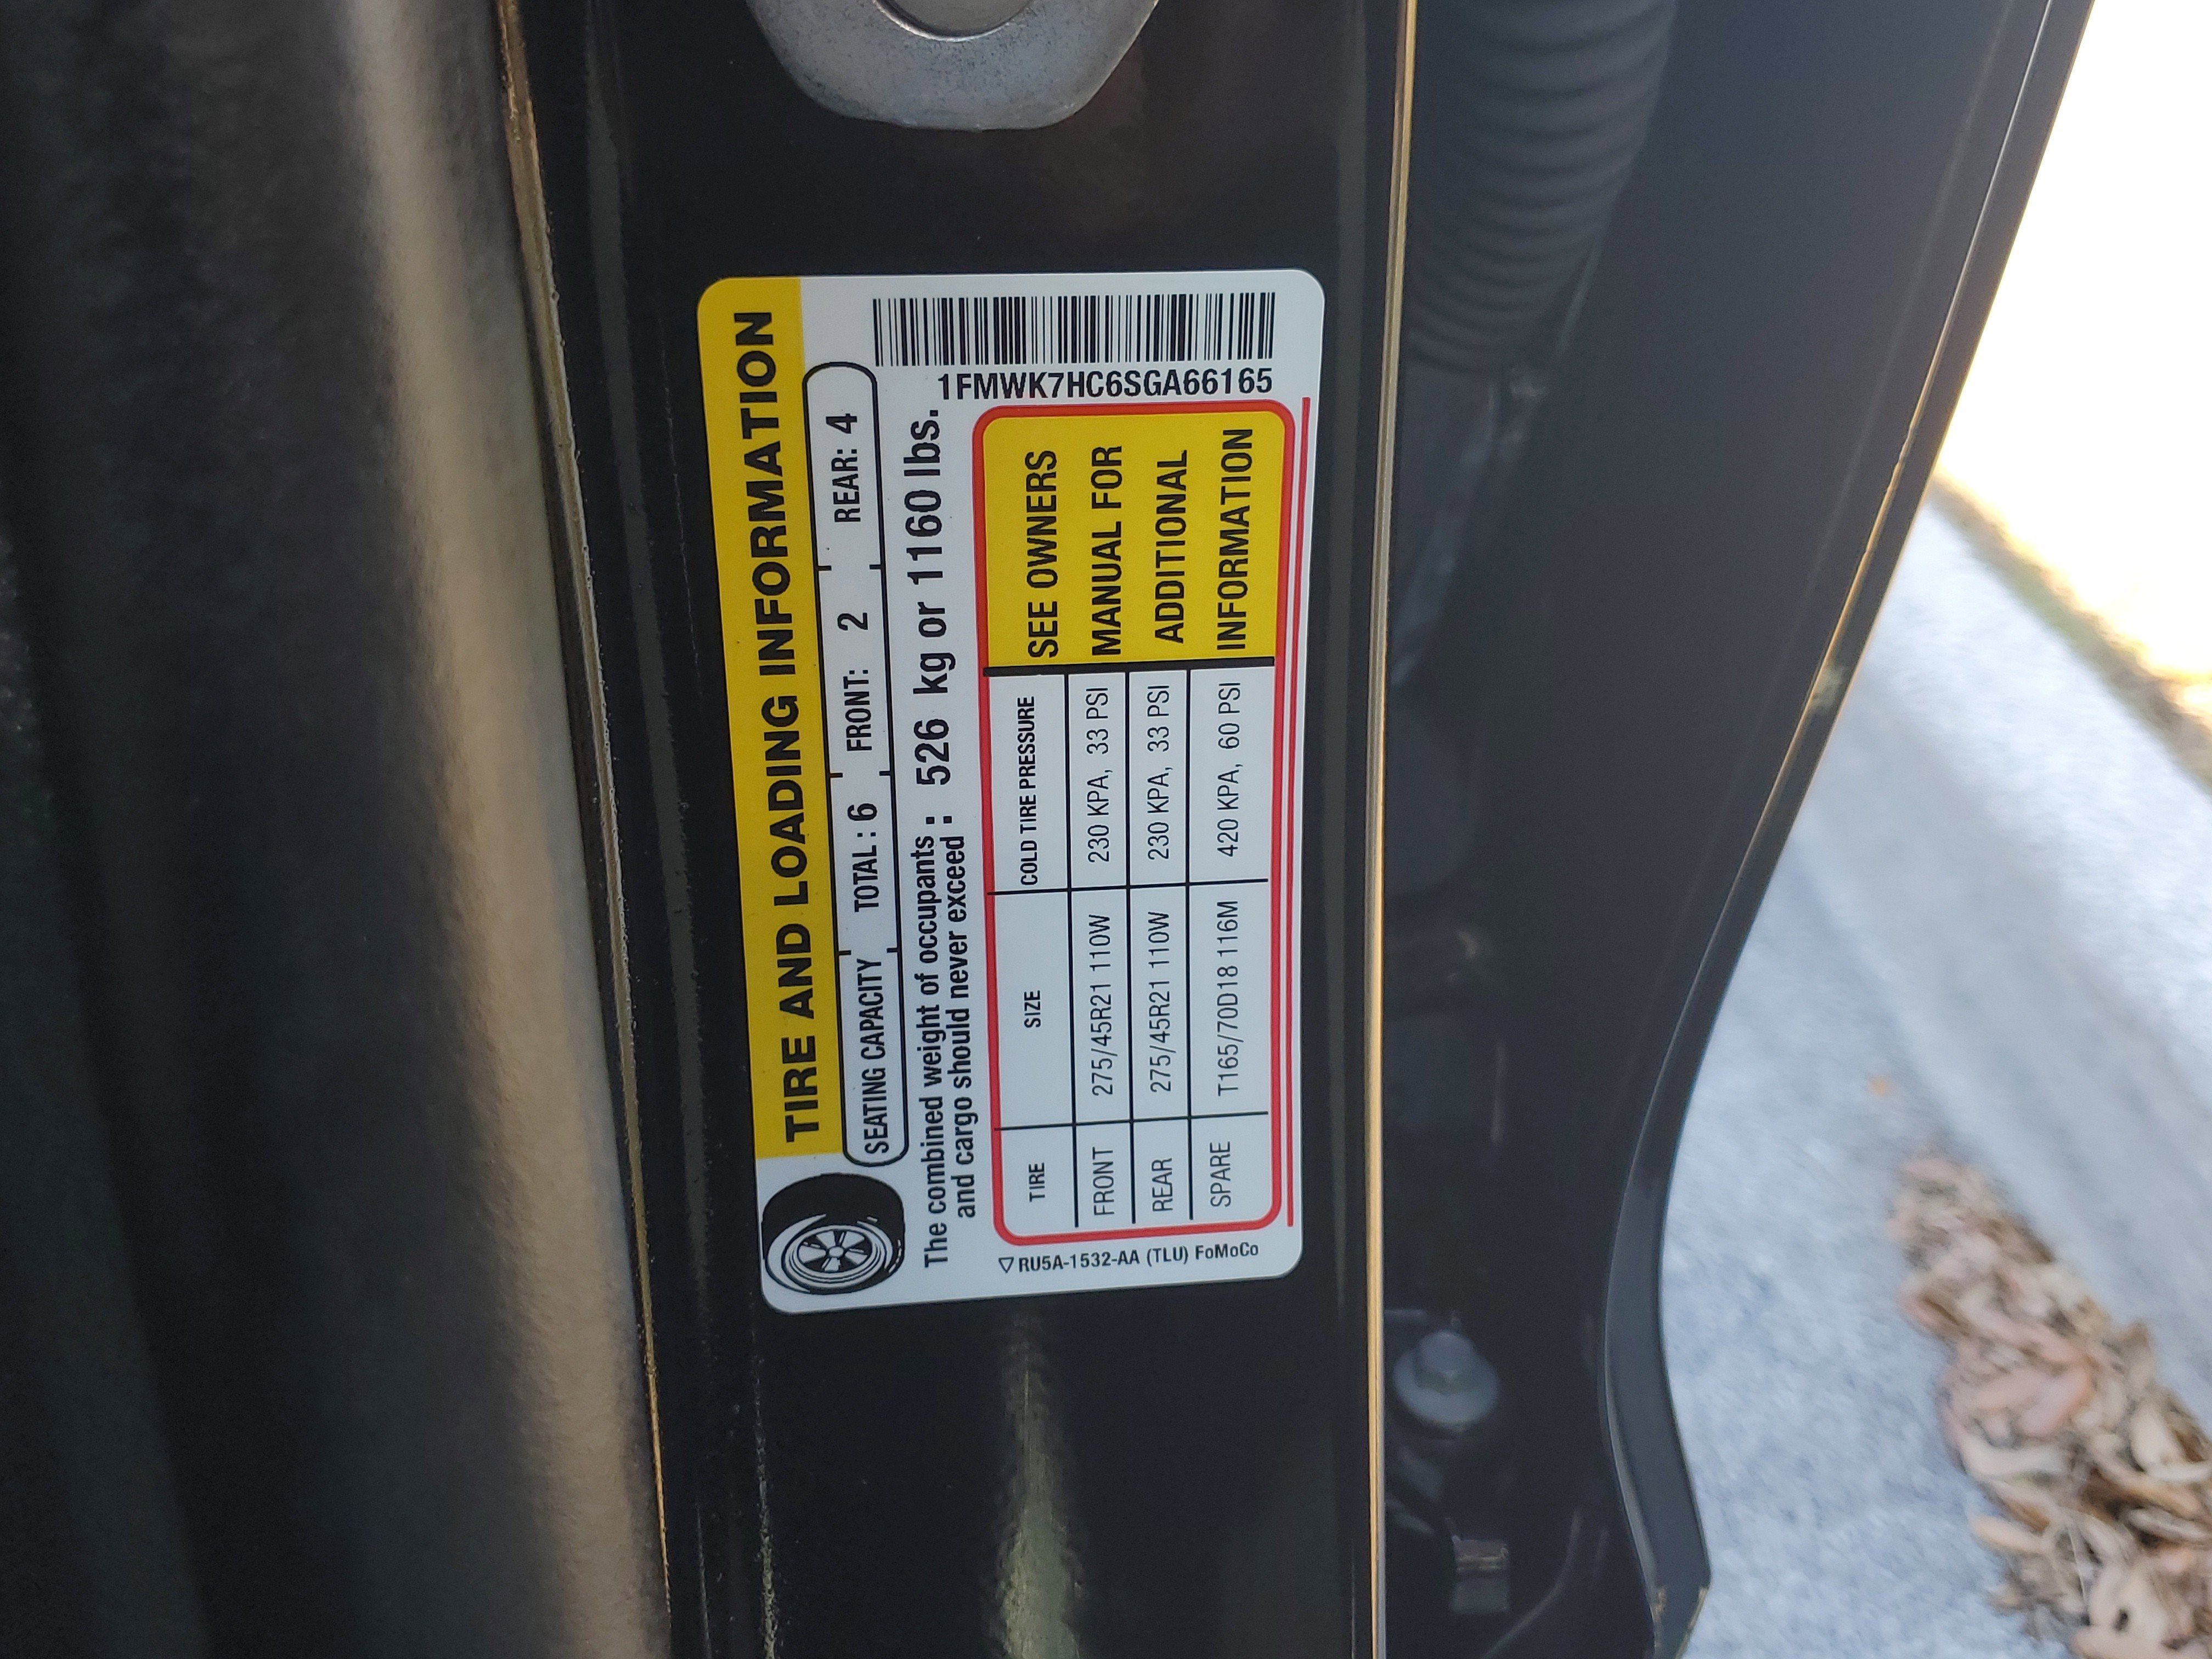 TIRE AND LOADING INFORMATION
SEATING CAPACITY TOTAL : 6 FRONT: 2 REAR: 4
The combined weight of occupants :
and cargo should never exceed : 526 kg or 1160 lbs.
TIRE SIZE COLD TIRE PRESSURE
FRONT 275/45R21 110W 230 KPA, 33 PSI
REAR 275/45R21 110W 230 KPA, 33 PSI
SPARE T165/70D18 116M 420 KPA, 60 PSI
SEE OWNERS
MANUAL FOR
ADDITIONAL
INFORMATION
RU5A-1532-AA (TLU) FoMoCo
1FMWK7HC6SGA66165